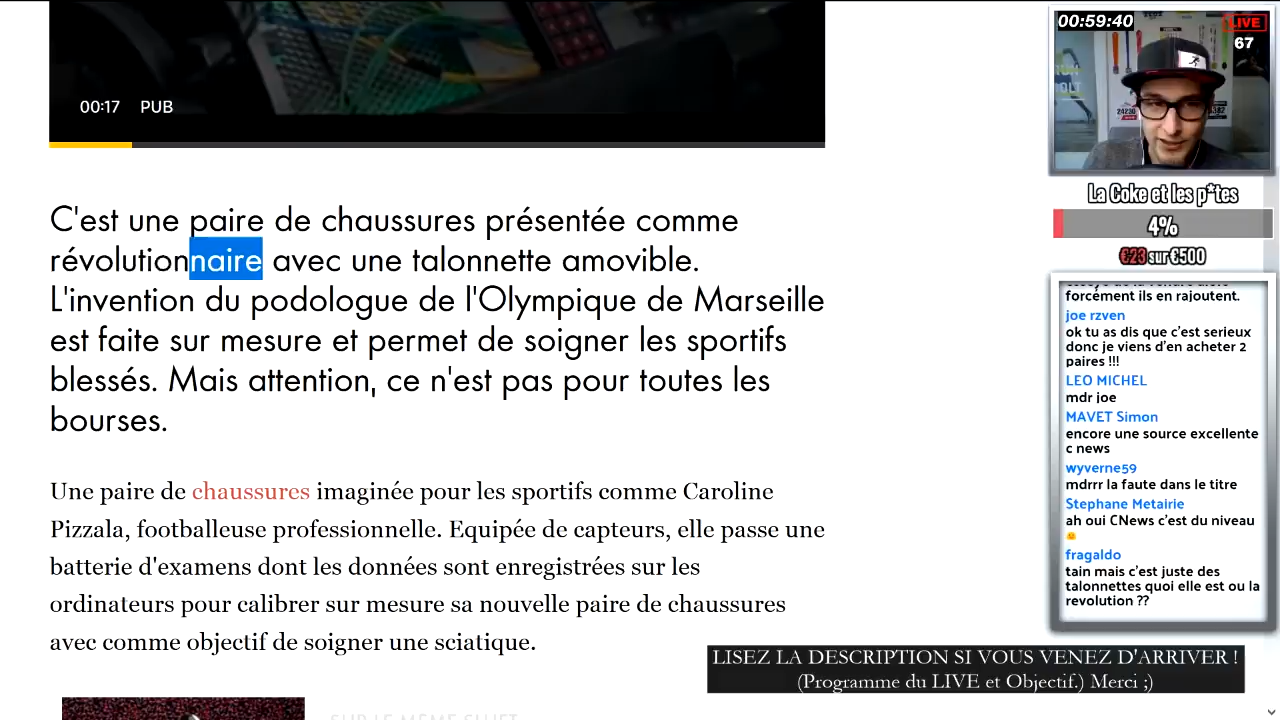 00:17 PUB
C'est une paire de chaussures présentée comme
révolutionnaire avec une talonnette amovible.
L'invention du podologue de l'Olympique de Marseille
est faite sur mesure et permet de soigner les sportifs
blessés. Mais attention, ce n'est pas pour toutes les
bourses.
Une paire de chaussures imaginée pour les sportifs comme Caroline
Pizzala, footballeuse professionnelle. Equipée de capteurs, elle passe une
batterie d'examens dont les données sont enregistrées sur les
ordinateurs pour calibrer sur mesure sa nouvelle paire de chaussures
avec comme objectif de soigner une sciatique.
SUR LE MÊME SUJET
00:59:40
LIVE
67
La Coke et les p*tes
4%
€23 sur €500
forcément ils en rajoutent.
joe rzven
ok tu as dis que c'est serieux
donc je viens d'en acheter 2
paires !!!
LEO MICHEL
mdr joe
MAVET Simon
encore une source excellente
c news
wyverne59
mdrrr la faute dans le titre
Stephane Metairie
ah oui CNews c'est du niveau
fragaldo
tain mais c'est juste des
talonnettes quoi elle est ou la
revolution ??
LISEZ LA DESCRIPTION SI VOUS VENEZ D'ARRIVER !
(Programme du LIVE et Objectif.) Merci ;)